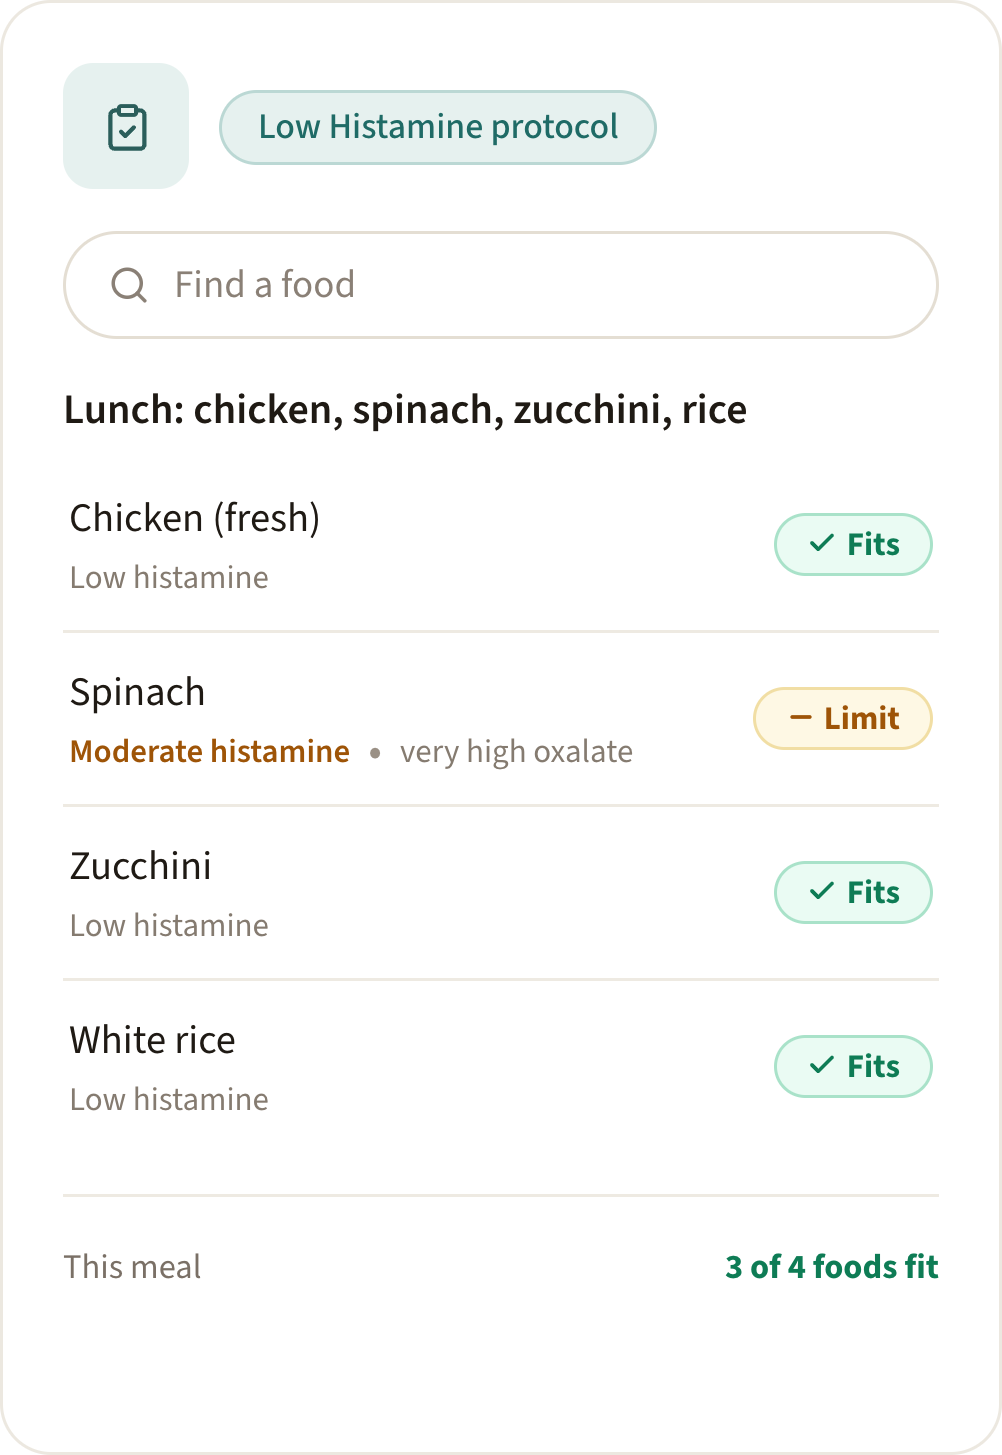 Low Histamine protocol
Find a food
Lunch: chicken, spinach, zucchini, rice
Chicken (fresh)
Low histamine
Fits
Spinach
Moderate histamine • very high oxalate
Limit
Zucchini
Low histamine
Fits
White rice
Low histamine
Fits
This meal
3 of 4 foods fit